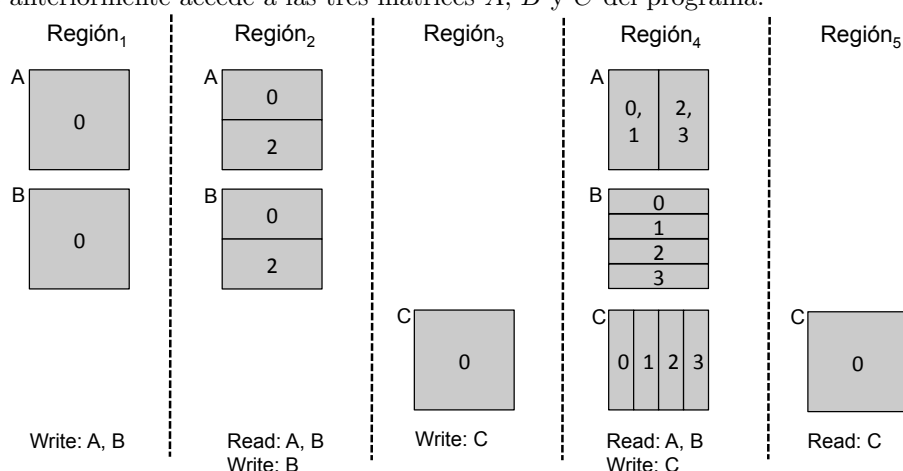 anteriormente accede a las tres matrices A, B y C del programa.
Región1 Región2 Región3 Región4 Región5
A A A
0 0 0, 2,
2 1 3
B B B
0 0 0
2 1
2
3
C C C
0 0 1 2 3 0
Write: A, B Read: A, B Write: C Read: A, B Read: C
Write: B Write: C